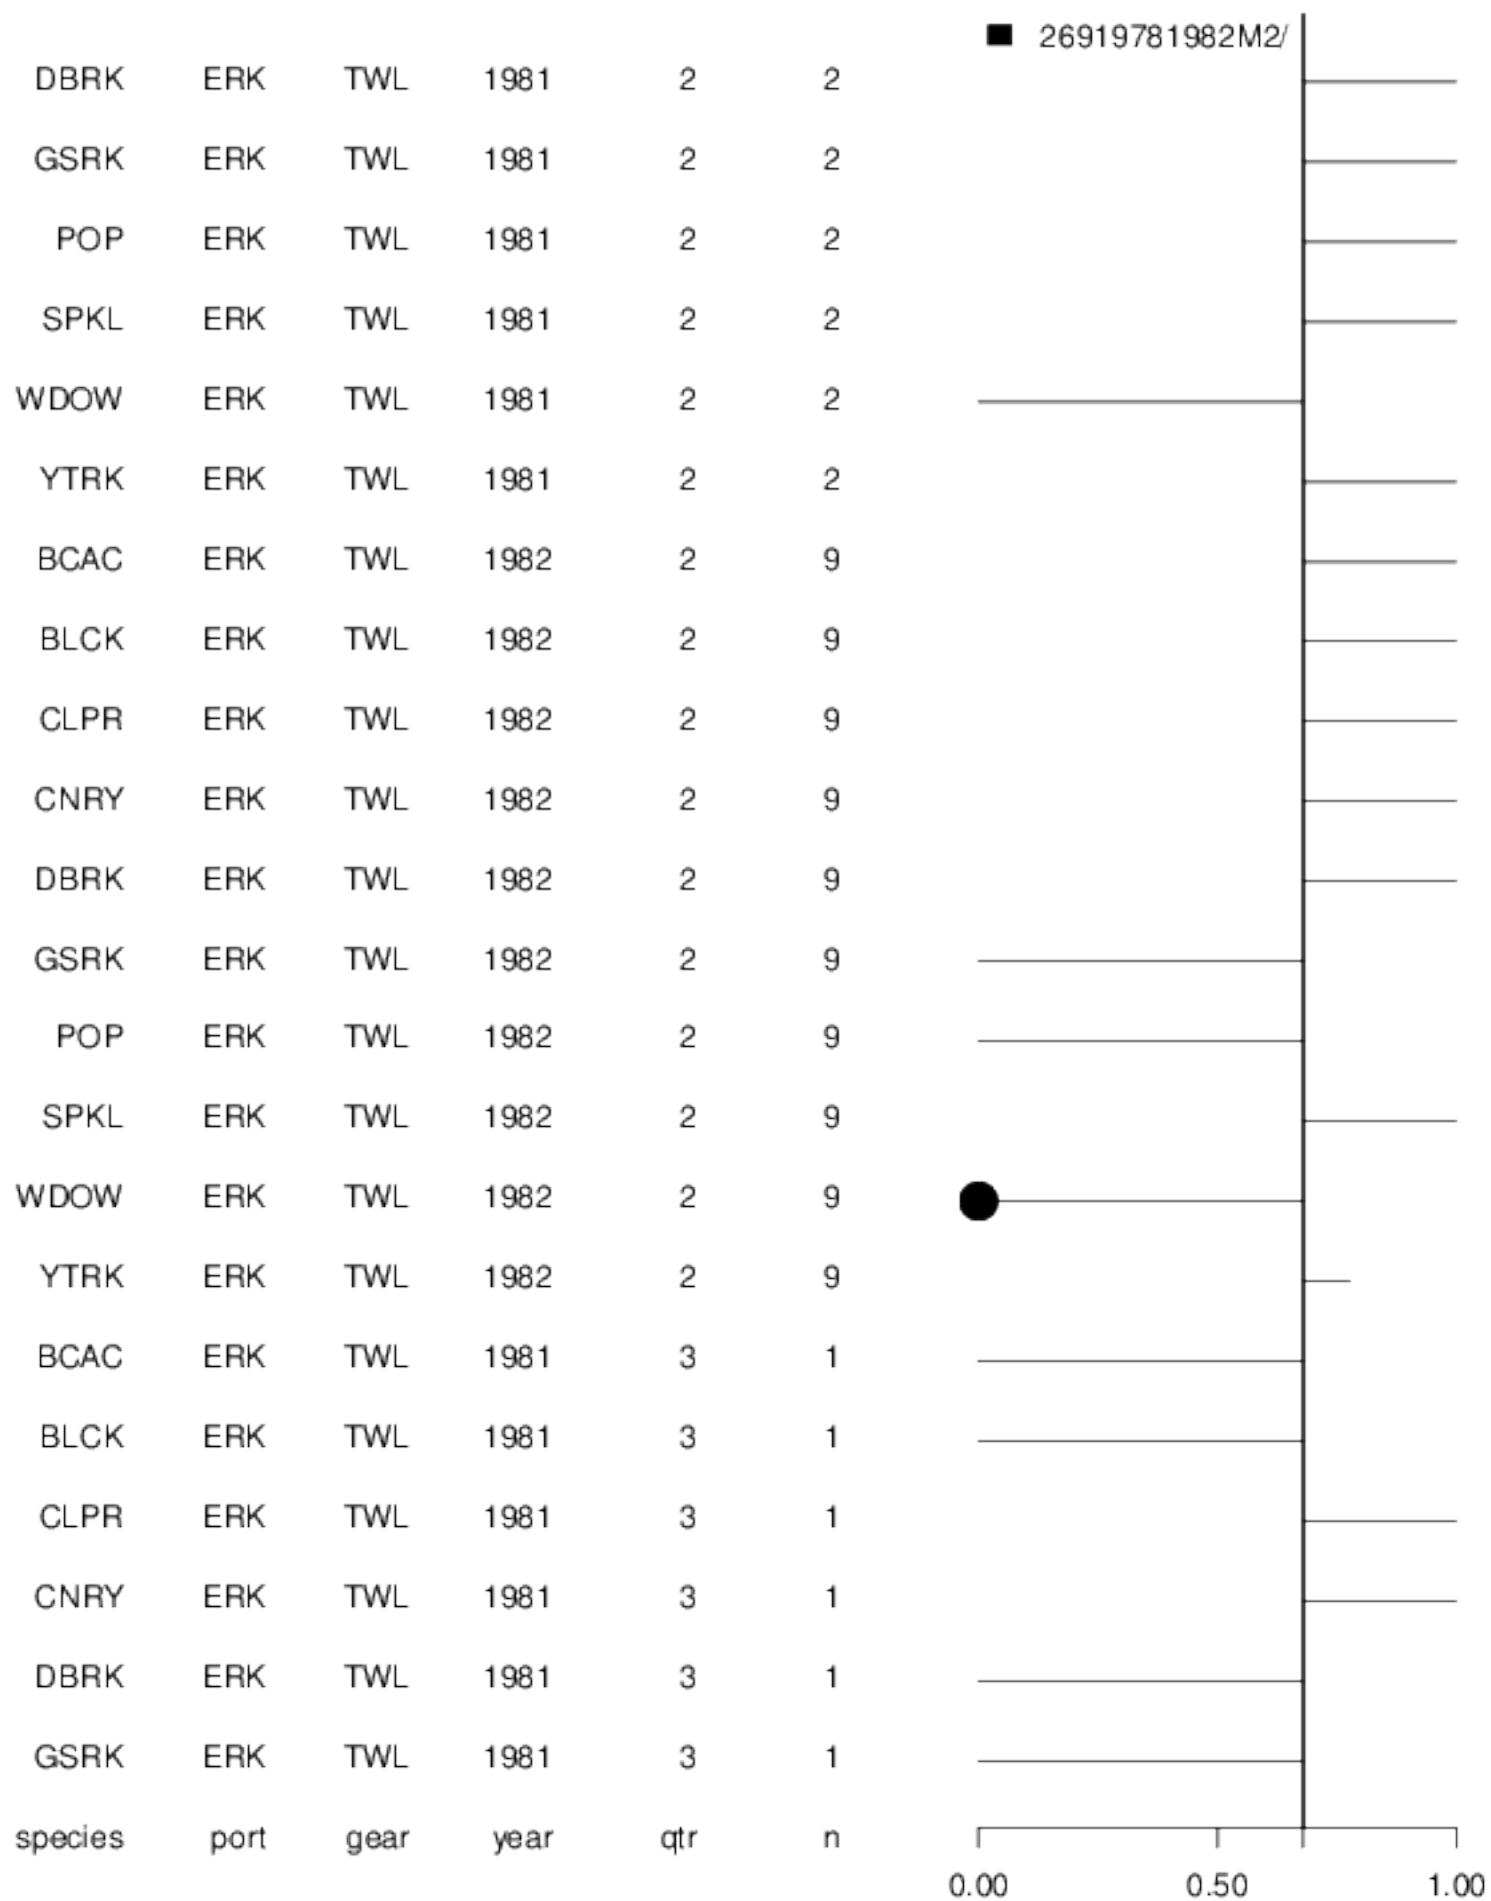 26919781982M2/
DBRK ERK TWL 1981 2 2
GSRK ERK TWL 1981 2 2
POP ERK TWL 1981 2 2
SPKL ERK TWL 1981 2 2
WDOW ERK TWL 1981 2 2
YTRK ERK TWL 1981 2 2
BCAC ERK TWL 1982 2 9
BLCK ERK TWL 1982 2 9
CLPR ERK TWL 1982 2 9
CNRY ERK TWL 1982 2 9
DBRK ERK TWL 1982 2 9
GSRK ERK TWL 1982 2 9
POP ERK TWL 1982 2 9
SPKL ERK TWL 1982 2 9
WDOW ERK TWL 1982 2 9
YTRK ERK TWL 1982 2 9
BCAC ERK TWL 1981 3 1
BLCK ERK TWL 1981 3 1
CLPR ERK TWL 1981 3 1
CNRY ERK TWL 1981 3 1
DBRK ERK TWL 1981 3 1
GSRK ERK TWL 1981 3 1
species port gear year qtr n
0.00 0.50 1.00